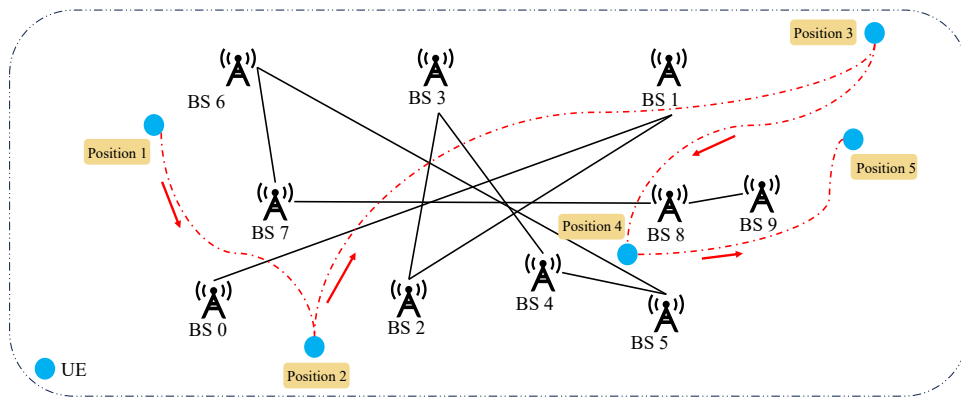 Position 3
BS 6
BS 3
BS 1
Position 1
Position 5
BS 7
Position 4
BS 8
BS 9
BS 0
BS 2
BS 4
BS 5
UE
Position 2